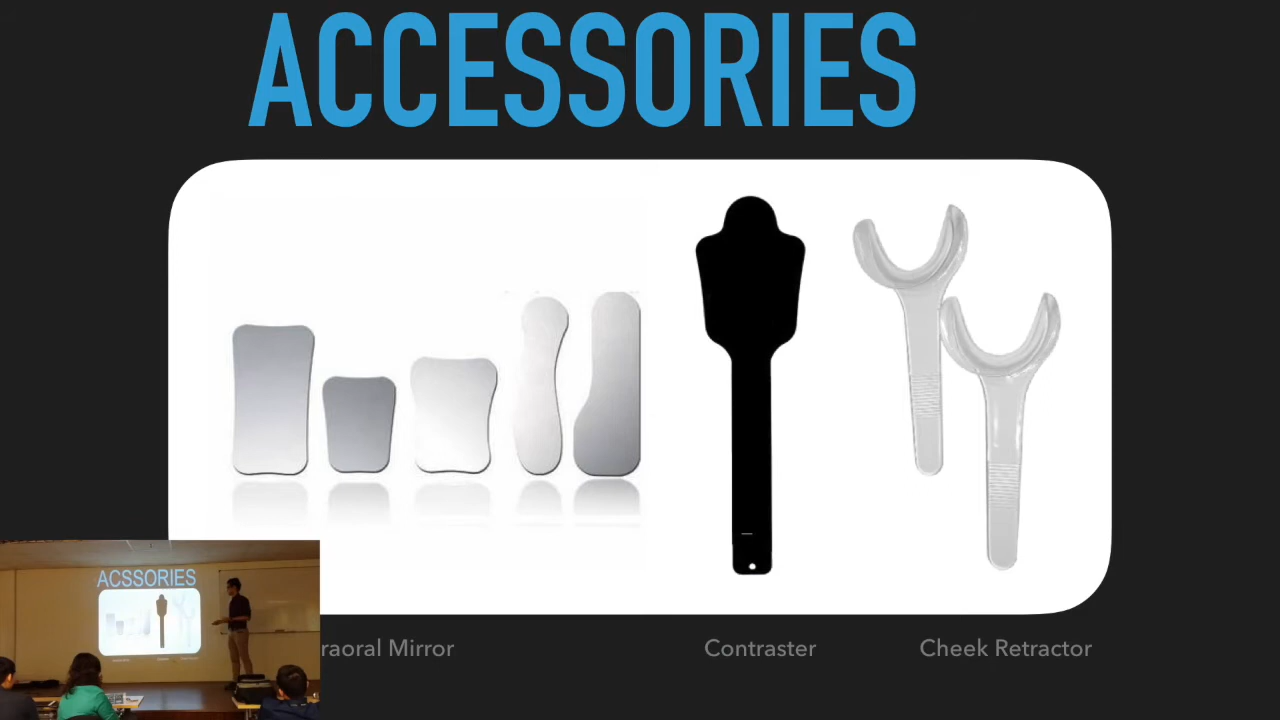 ACCESSORIES
raoral Mirror
Contraster
Cheek Retractor
ACSSORIES